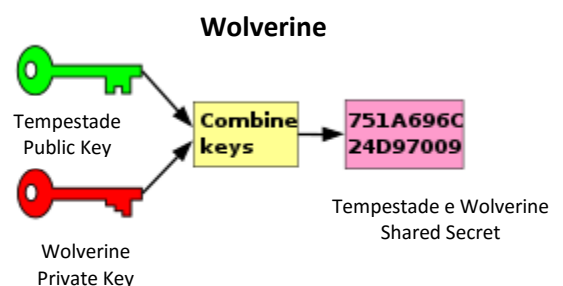 Wolverine
Tempestade
Public Key
Combine
keys
751A696C
24D97009
Wolverine
Private Key
Tempestade e Wolverine
Shared Secret